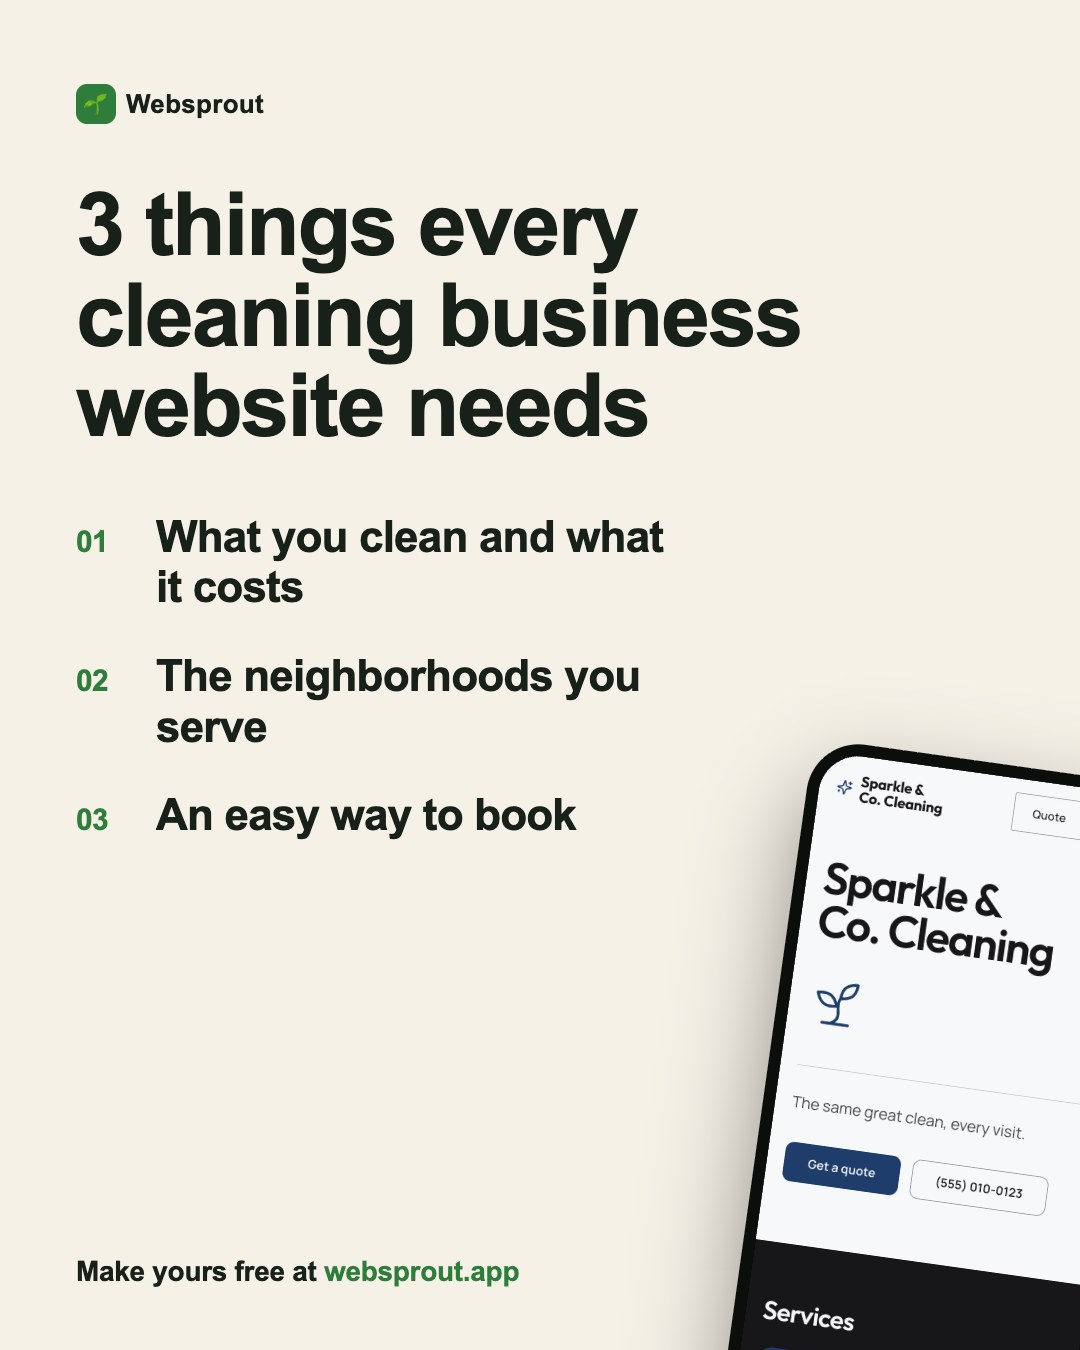 Websprout
3 things every
cleaning business
website needs
01 What you clean and what
it costs
02 The neighborhoods you
serve
03 An easy way to book
Sparkle &
Co. Cleaning
Quote
Sparkle &
Co. Cleaning
The same great clean, every visit.
Get a quote
(555) 010-0123
Services
Make yours free at websprout.app